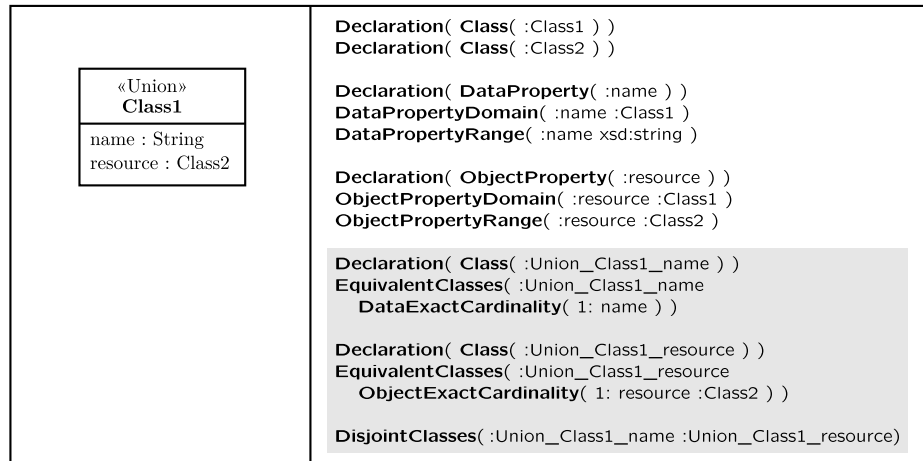 «Union»
Class1
name : String
resource : Class2
Declaration( Class( :Class1 ) )
Declaration( Class( :Class2 ) )
Declaration( DataProperty( :name ) )
DataPropertyDomain( :name :Class1 )
DataPropertyRange( :name xsd:string )
Declaration( ObjectProperty( :resource ) )
ObjectPropertyDomain( :resource :Class1 )
ObjectPropertyRange( :resource :Class2 )
Declaration( Class( :Union_Class1_name ) )
EquivalentClasses( :Union_Class1_name
DataExactCardinality( 1: name ) )
Declaration( Class( :Union_Class1_resource ) )
EquivalentClasses( :Union_Class1_resource
ObjectExactCardinality( 1: resource :Class2 ) )
DisjointClasses( :Union_Class1_name :Union_Class1_resource)